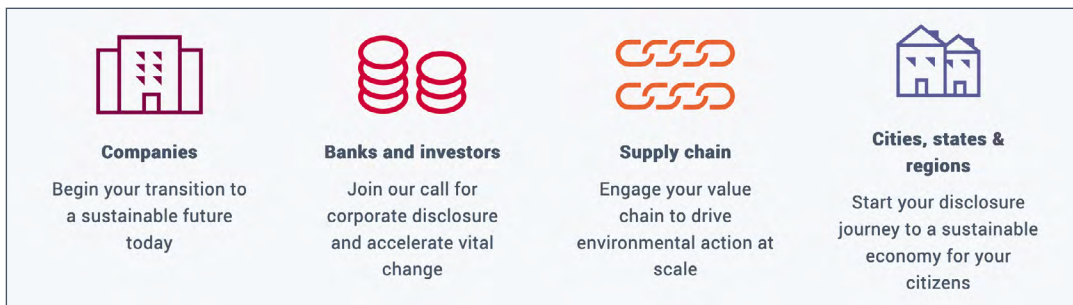 Companies
Begin your transition to
a sustainable future
today
Banks and investors
Join our call for
corporate disclosure
and accelerate vital
change
Supply chain
Engage your value
chain to drive
environmental action at
scale
Cities, states &
regions
Start your disclosure
journey to a sustainable
economy for your
citizens